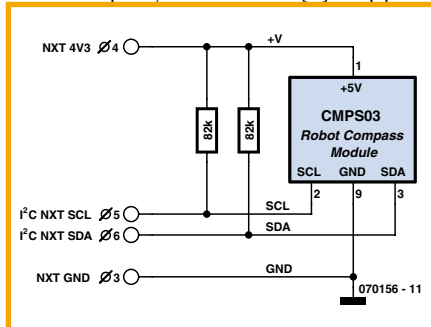 NXT 4V3 4
+V
1
+5V
CMPS03
Robot Compass
Module
SCL GND SDA
2 9 3
82k 82k
I²C NXT SCL 5
SCL
I²C NXT SDA 6
SDA
NXT GND 3
GND
070156 - 11